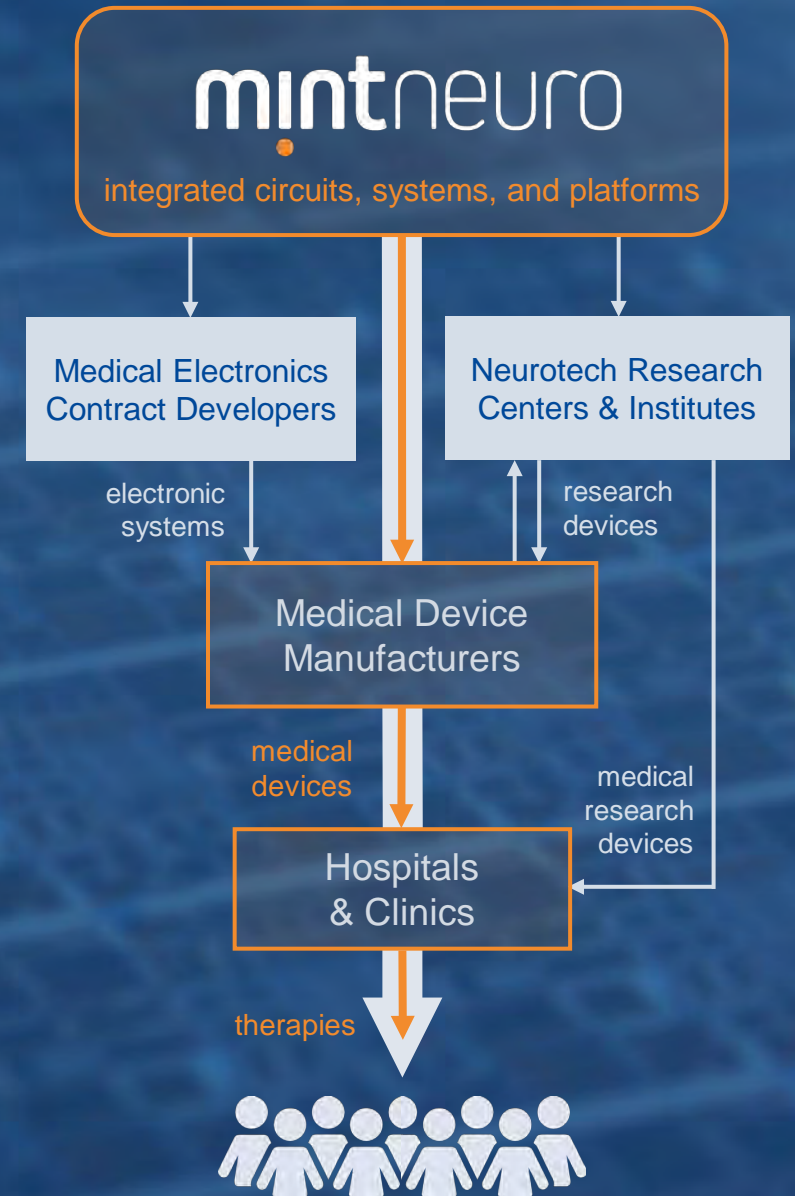 mintneuro
integrated circuits, systems, and platforms
Medical Electronics
Contract Developers
Neurotech Research
Centers & Institutes
electronic
systems
research
devices
Medical Device
Manufacturers
medical
devices
medical
research
devices
Hospitals
& Clinics
therapies